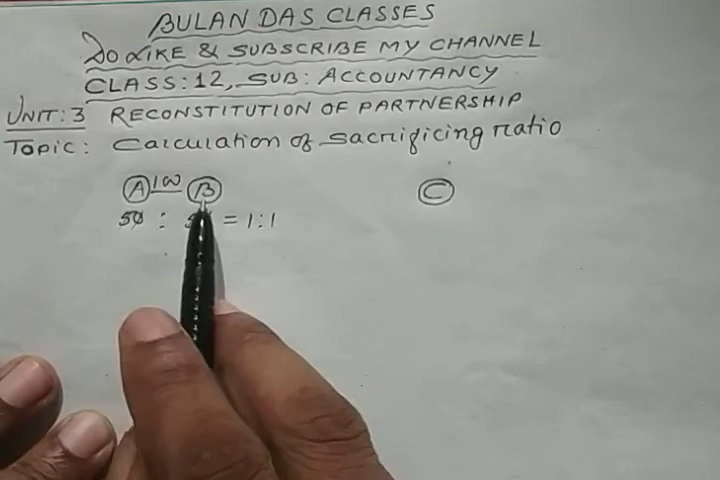 BULAN DAS CLASSES
DO LIKE & SUBSCRIBE MY CHANNEL
CLASS: 12, SUB: ACCOUNTANCY
UNIT: 3 RECONSTITUTION OF PARTNERSHIP
TOPIC: Calculation of sacrificing ratio
A 100 B C
50 : = 1:1